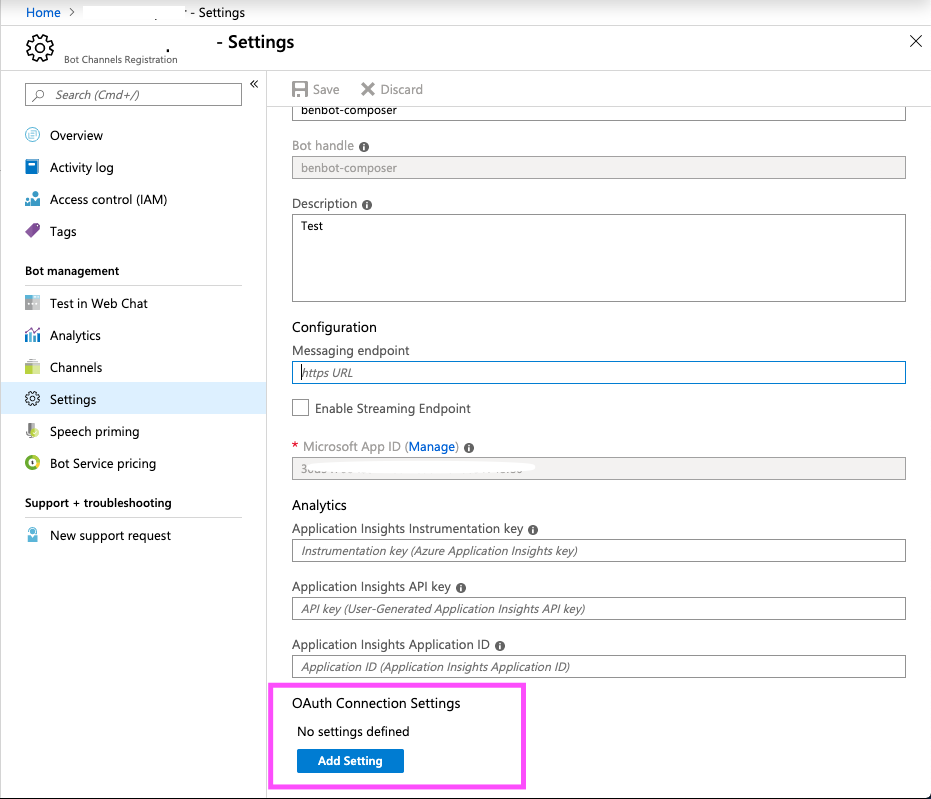 Home > - Settings
- Settings
Bot Channels Registration
Search (Cmd+/)
«
Overview
Activity log
Access control (IAM)
Tags
Bot management
Test in Web Chat
Analytics
Channels
Settings
Speech priming
Bot Service pricing
Support + troubleshooting
New support request
Save Discard
benbot-composer
Bot handle
benbot-composer
Description
Test
Configuration
Messaging endpoint
https URL
Enable Streaming Endpoint
* Microsoft App ID (Manage)
Analytics
Application Insights Instrumentation key
Instrumentation key (Azure Application Insights key)
Application Insights API key
API key (User-Generated Application Insights API key)
Application Insights Application ID
Application ID (Application Insights Application ID)
OAuth Connection Settings
No settings defined
Add Setting